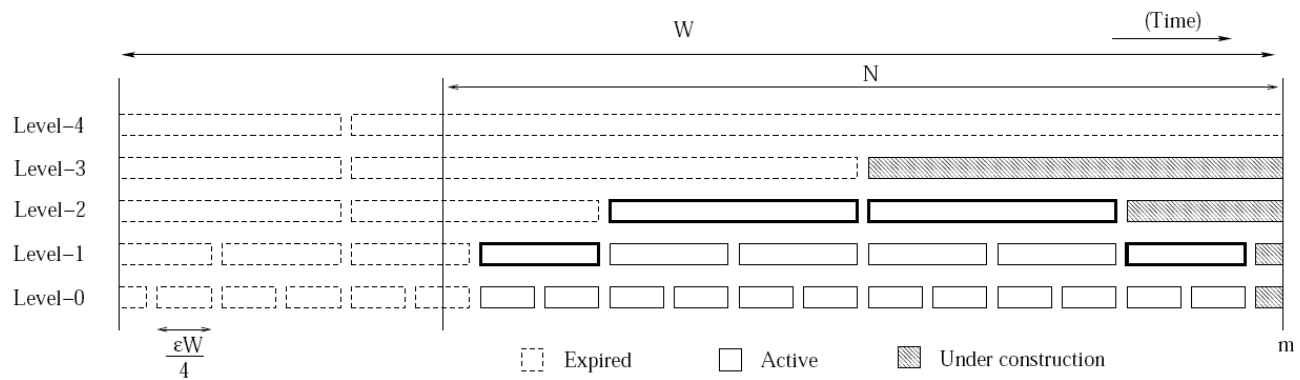 (Time)
W
N
Level−4
Level−3
Level−2
Level−1
Level−0
εW
4
Expired
Active
Under construction
m